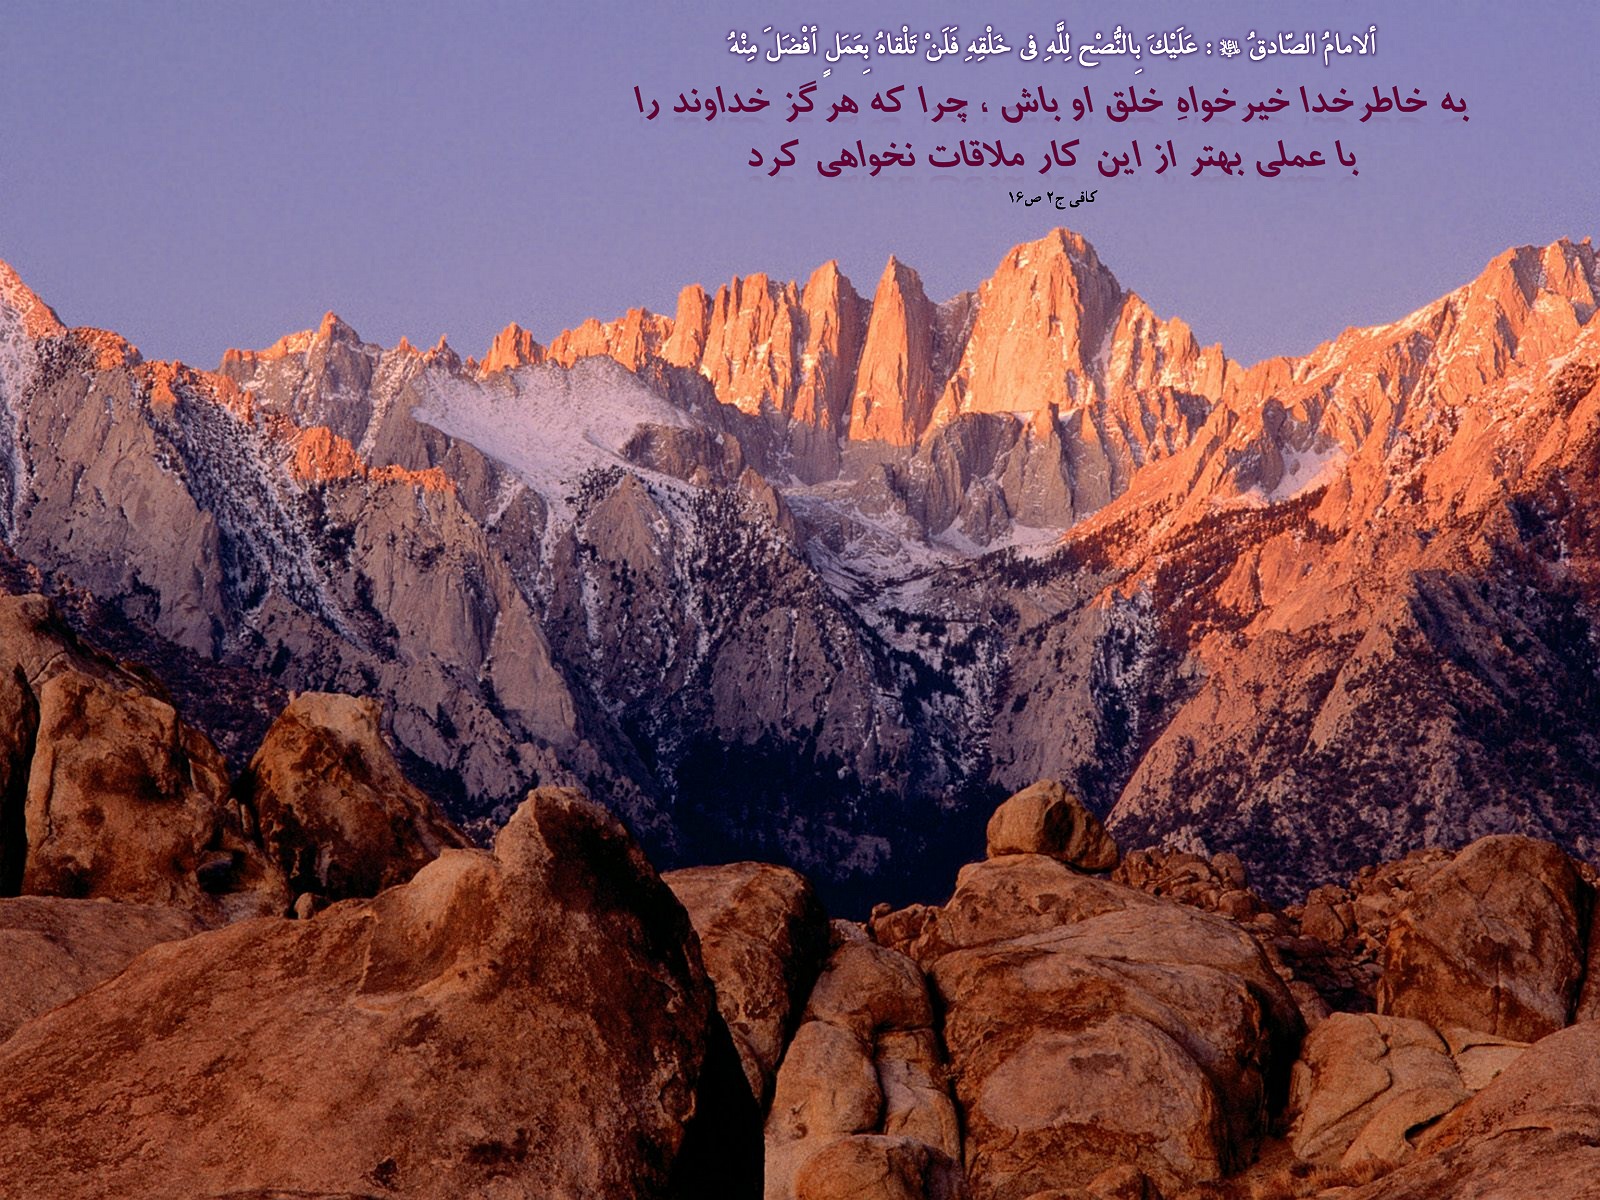 ألامامُ الصّادقُ : عَلَيْكَ بِالنُّصْحِ لِلَّهِ فى خَلْقِهِ فَلَنْ تَلْقاهُ بِعَمَلٍ أفْضَلَ مِنْهُ
به خاطر خدا خیرخواهِ خلق او باش ، چرا که هرگز خداوند را
با عملی بهتر از این کار ملاقات نخواهی کرد
کافی ج۲ ص۱۶